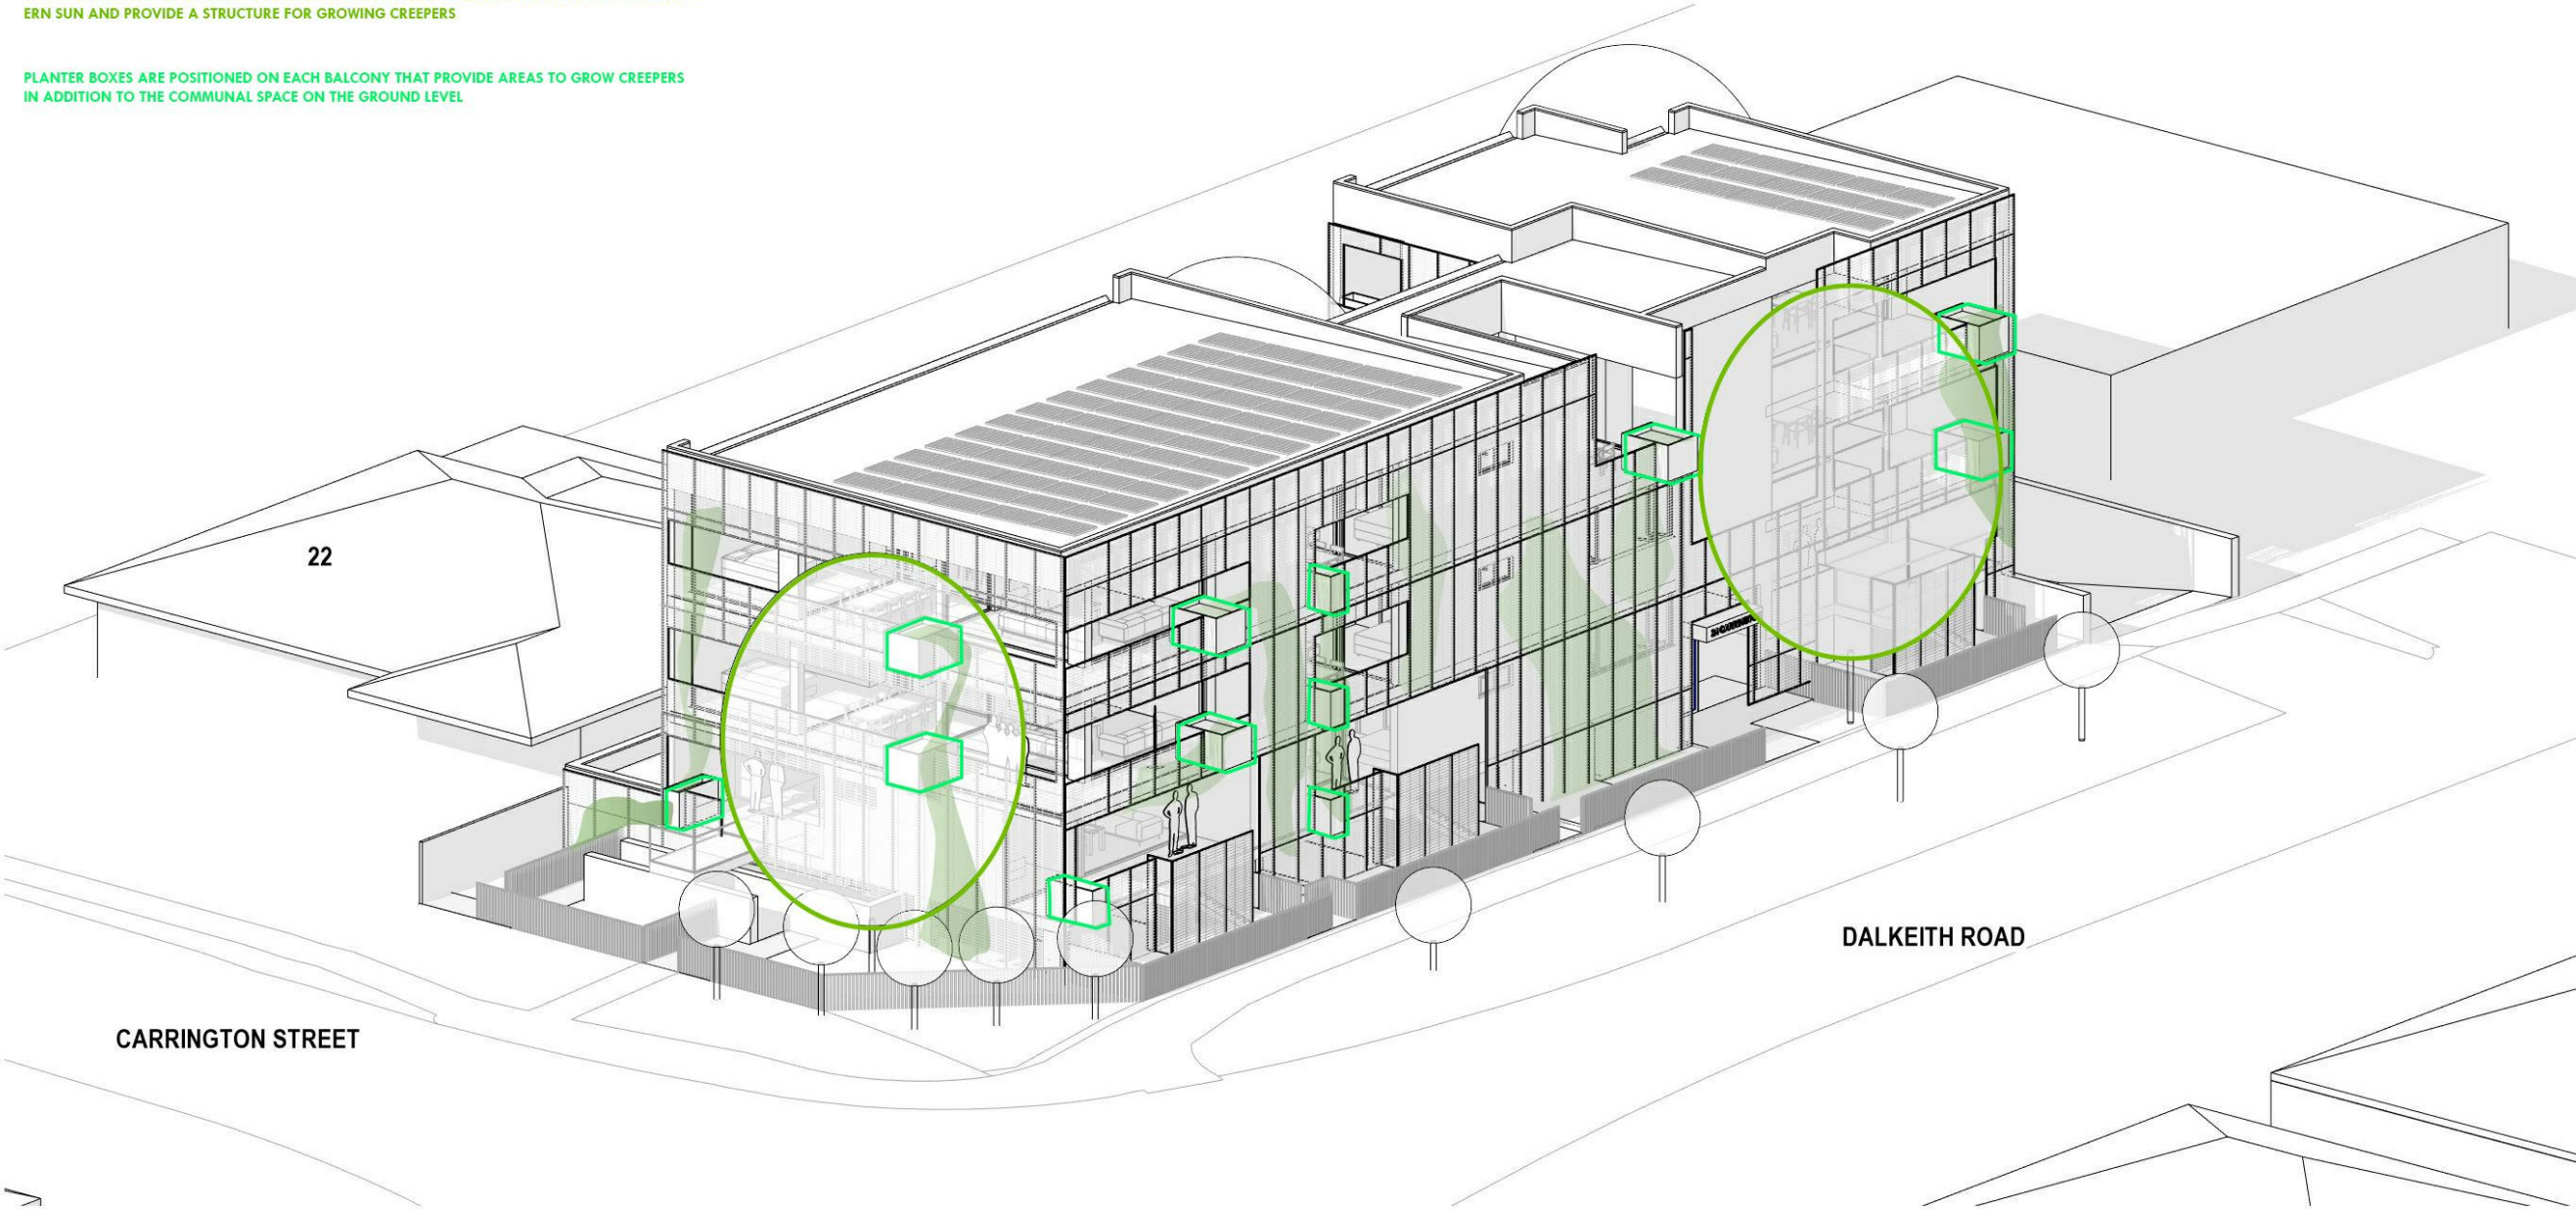 ERN SUN AND PROVIDE A STRUCTURE FOR GROWING CREEPERS
PLANTER BOXES ARE POSITIONED ON EACH BALCONY THAT PROVIDE AREAS TO GROW CREEPERS
IN ADDITION TO THE COMMUNAL SPACE ON THE GROUND LEVEL
22
DALKEITH ROAD
CARRINGTON STREET